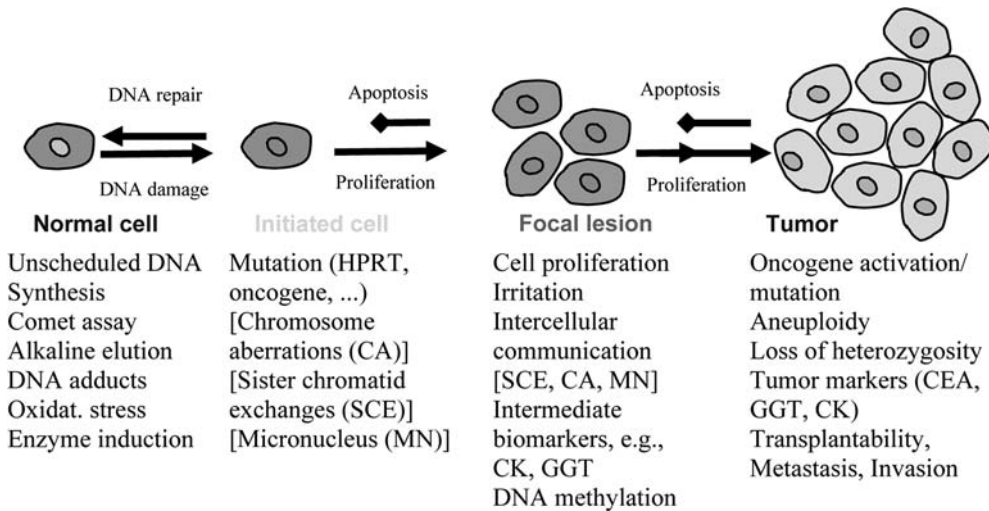 DNA repair
DNA damage
Apoptosis
Proliferation
Apoptosis
Proliferation
Normal cell
Unscheduled DNA
Synthesis
Comet assay
Alkaline elution
DNA adducts
Oxidat. stress
Enzyme induction
Initiated cell
Mutation (HPRT,
oncogene, ...)
[Chromosome
aberrations (CA)]
[Sister chromatid
exchanges (SCE)]
[Micronucleus (MN)]
Focal lesion
Cell proliferation
Irritation
Intercellular
communication
[SCE, CA, MN]
Intermediate
biomarkers, e.g.,
CK, GGT
DNA methylation
Tumor
Oncogene activation/
mutation
Aneuploidy
Loss of heterozygosity
Tumor markers (CEA,
GGT, CK)
Transplantability,
Metastasis, Invasion